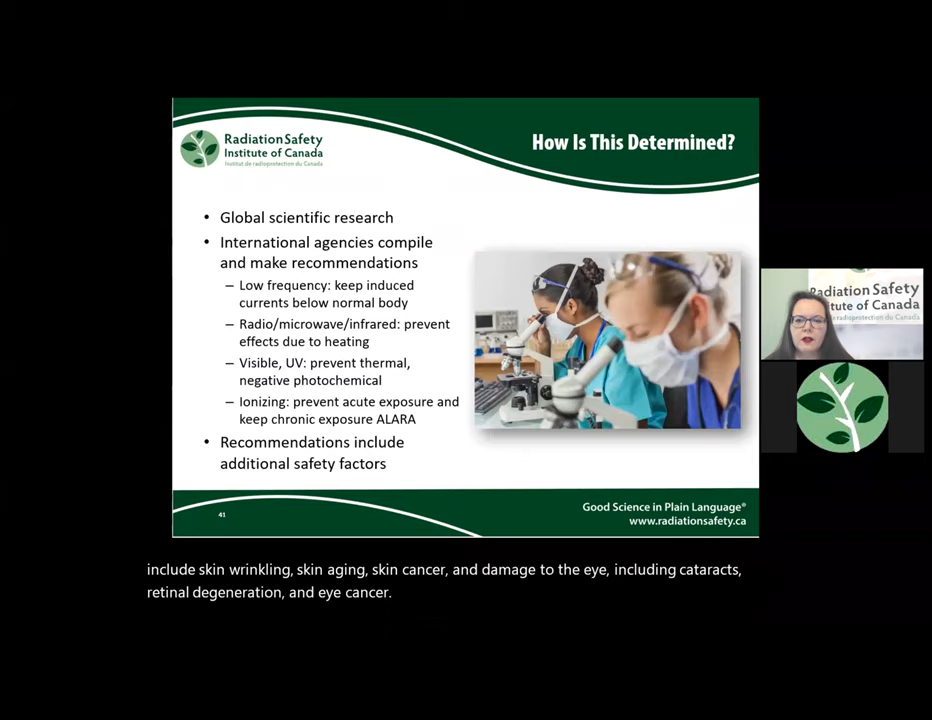 Radiation Safety
Institute of Canada
Institut de radioprotection du Canada
How Is This Determined?
• Global scientific research
• International agencies compile
and make recommendations
– Low frequency: keep induced
currents below normal body
– Radio/microwave/infrared: prevent
effects due to heating
– Visible, UV: prevent thermal,
negative photochemical
– Ionizing: prevent acute exposure and
keep chronic exposure ALARA
• Recommendations include
additional safety factors
41
Good Science in Plain Language®
www.radiationsafety.ca
Radiation Safety
itute of Canada
radioprotection du Canada
include skin wrinkling, skin aging, skin cancer, and damage to the eye, including cataracts,
retinal degeneration, and eye cancer.